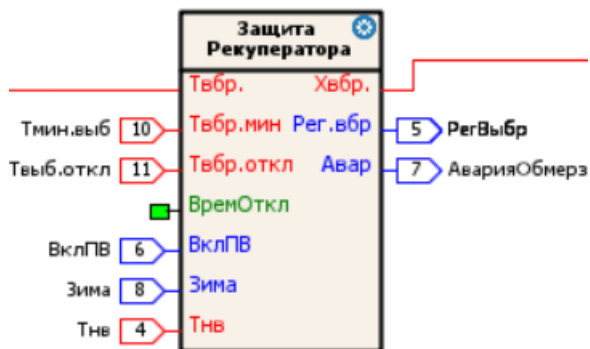 Защита
Рекуператора
Твбр. Хвбр.
Тмин.выб 10 Твбр.мин Рег.вбр 5 РегВыбр
Твыб.откл 11 Твбр.откл Авар 7 АварияОбмерз
ВремОткл
ВклПВ 6 ВклПВ
Зима 8 Зима
Тнв 4 Тнв